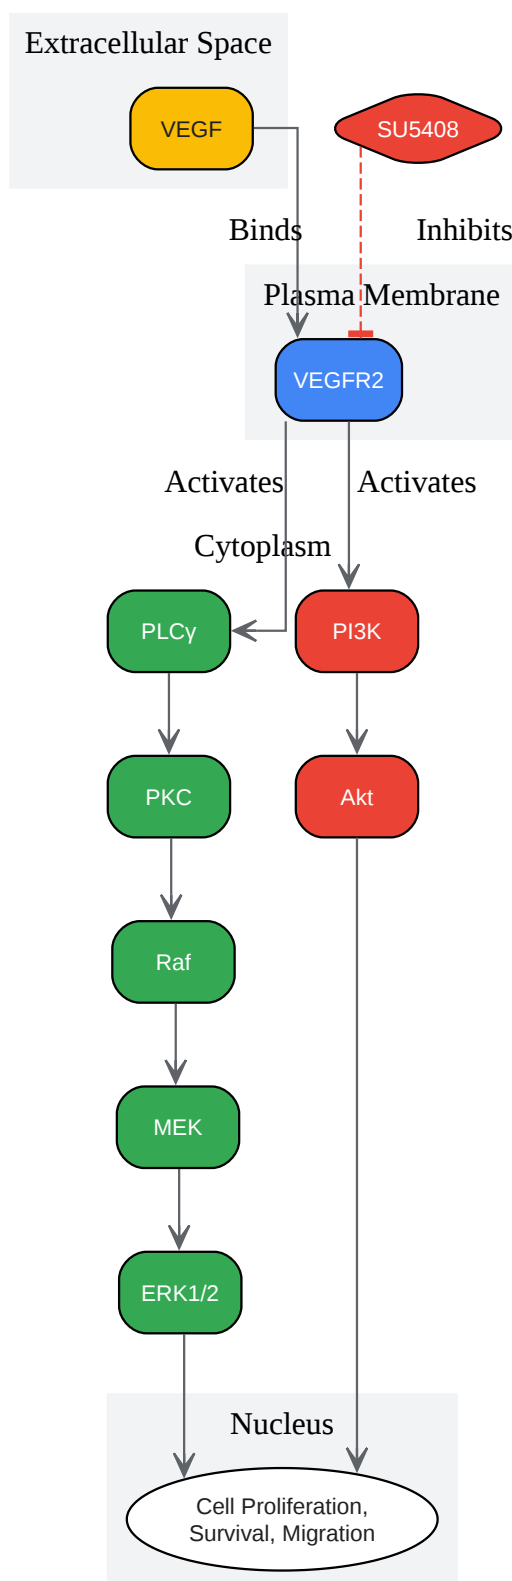 Extracellular Space
VEGF
SU5408
Binds
Inhibits
Plasma Membrane
VEGFR2
Activates
Activates
Cytoplasm
PLCγ
PI3K
PKC
Akt
Raf
MEK
ERK1/2
Nucleus
Cell Proliferation,
Survival, Migration